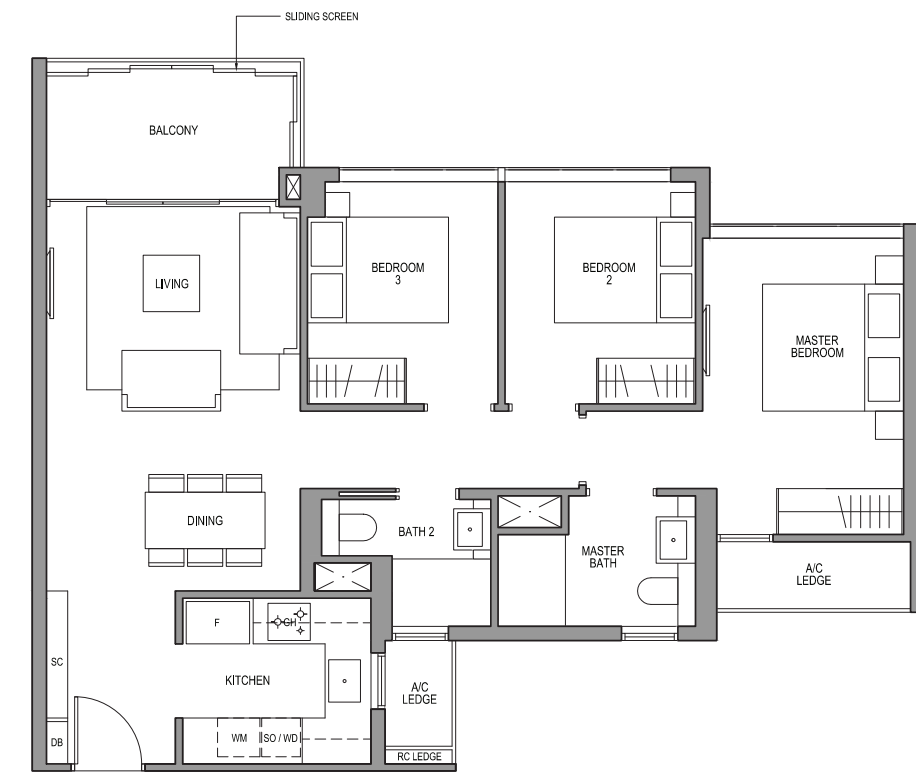 SLIDING SCREEN
BALCONY
LIVING
BEDROOM
3
BEDROOM
2
MASTER
BEDROOM
DINING
BATH 2
MASTER
BATH
A/C
LEDGE
F
CH
SC
KITCHEN
A/C
LEDGE
DB
WM
SO / WD
RC LEDGE